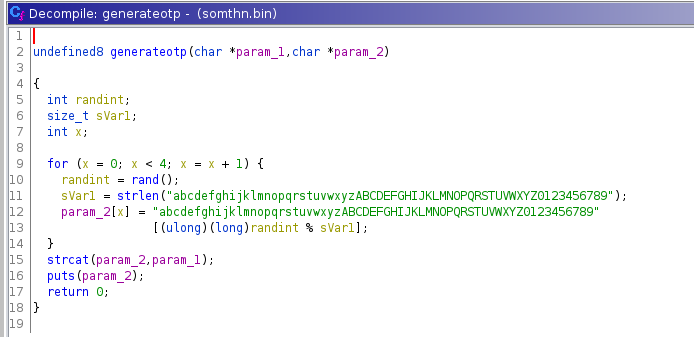 Decompile: generateotp - (somthn.bin)
1
2 undefined8 generateotp(char *param_1,char *param_2)
3
4 {
5 int randint;
6 size_t sVar1;
7 int x;
8
9 for (x = 0; x < 4; x = x + 1) {
10 randint = rand();
11 sVar1 = strlen("abcdefghijklmnopqrstuvwxyzABCDEFGHIJKLMNOPQRSTUVWXYZ0123456789");
12 param_2[x] = "abcdefghijklmnopqrstuvwxyzABCDEFGHIJKLMNOPQRSTUVWXYZ0123456789"
13 [(ulong)(long)randint % sVar1];
14 }
15 strcat(param_2,param_1);
16 puts(param_2);
17 return 0;
18 }
19